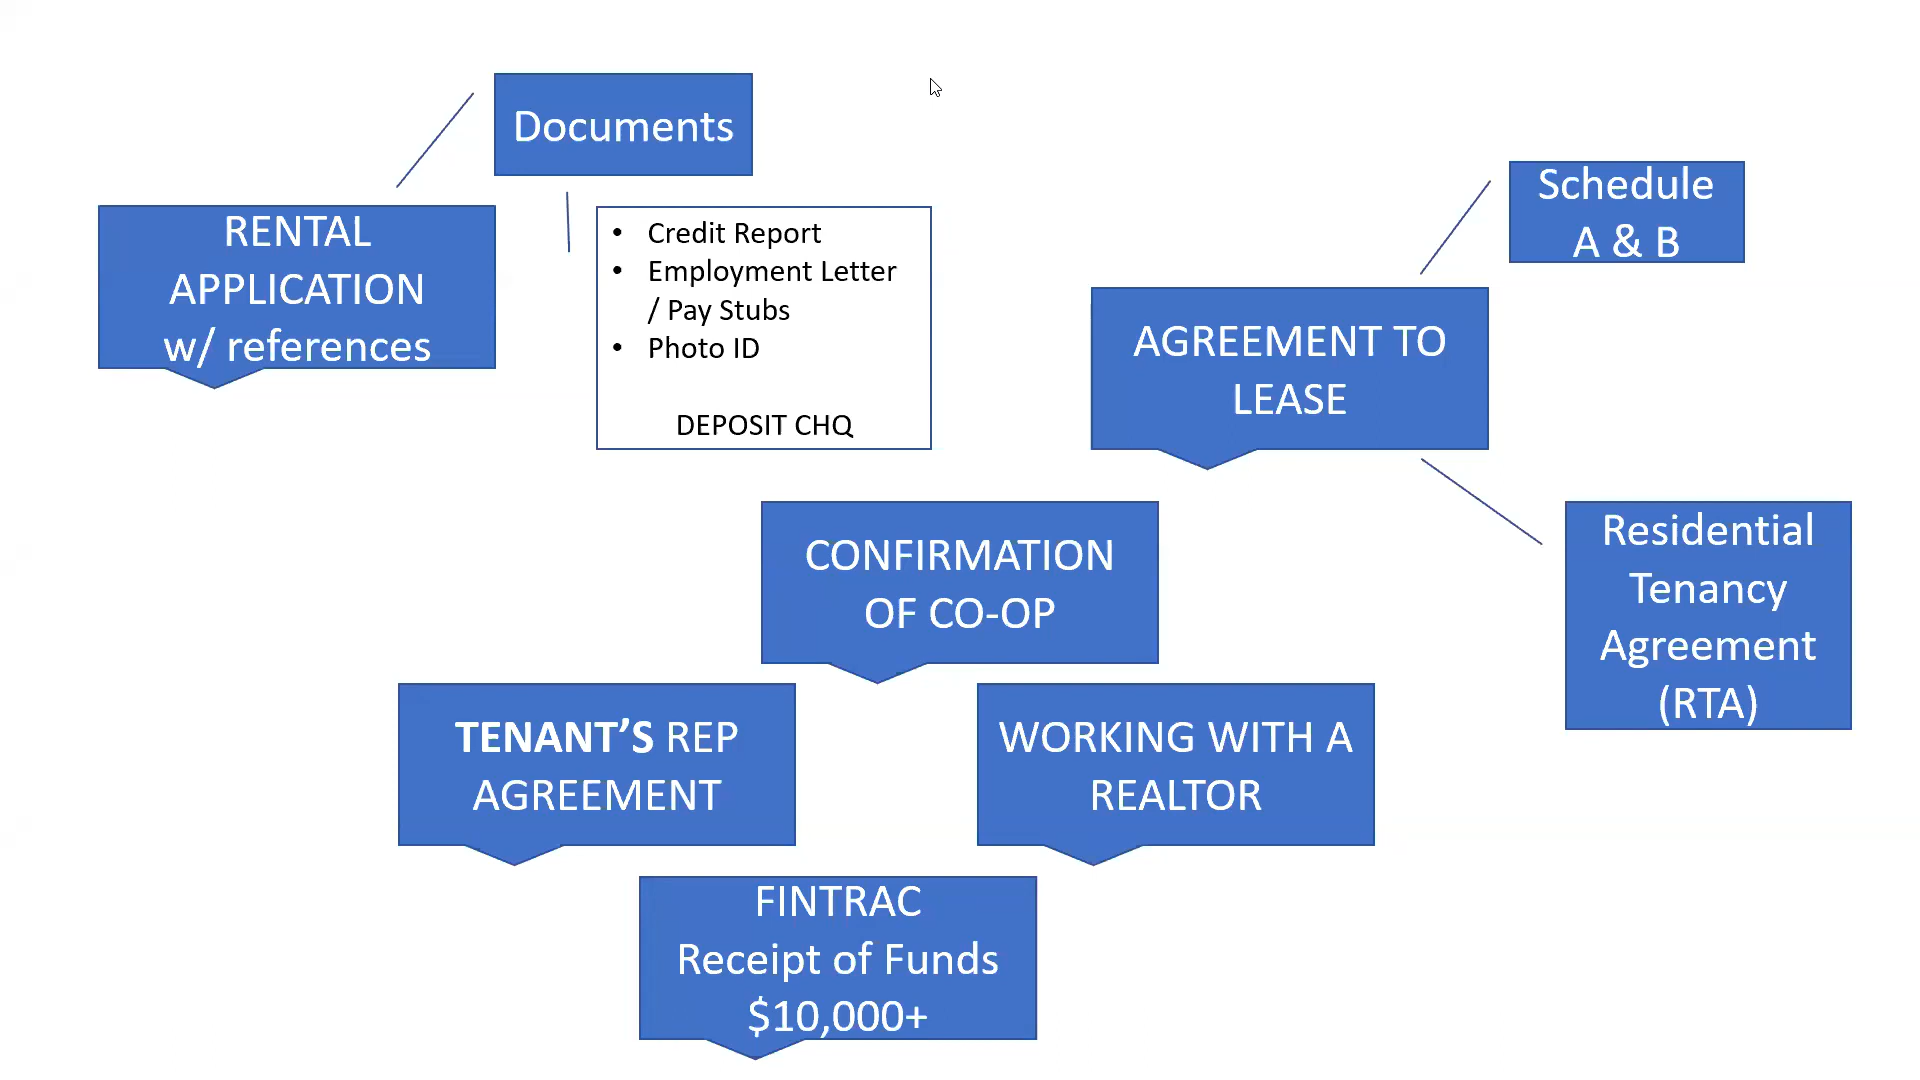 Documents
RENTAL
APPLICATION
w/ references
• Credit Report
• Employment Letter
/ Pay Stubs
• Photo ID
DEPOSIT CHQ
Schedule
A & B
AGREEMENT TO
LEASE
Residential
Tenancy
Agreement
(RTA)
CONFIRMATION
OF CO-OP
TENANT’S REP
AGREEMENT
WORKING WITH A
REALTOR
FINTRAC
Receipt of Funds
$10,000+